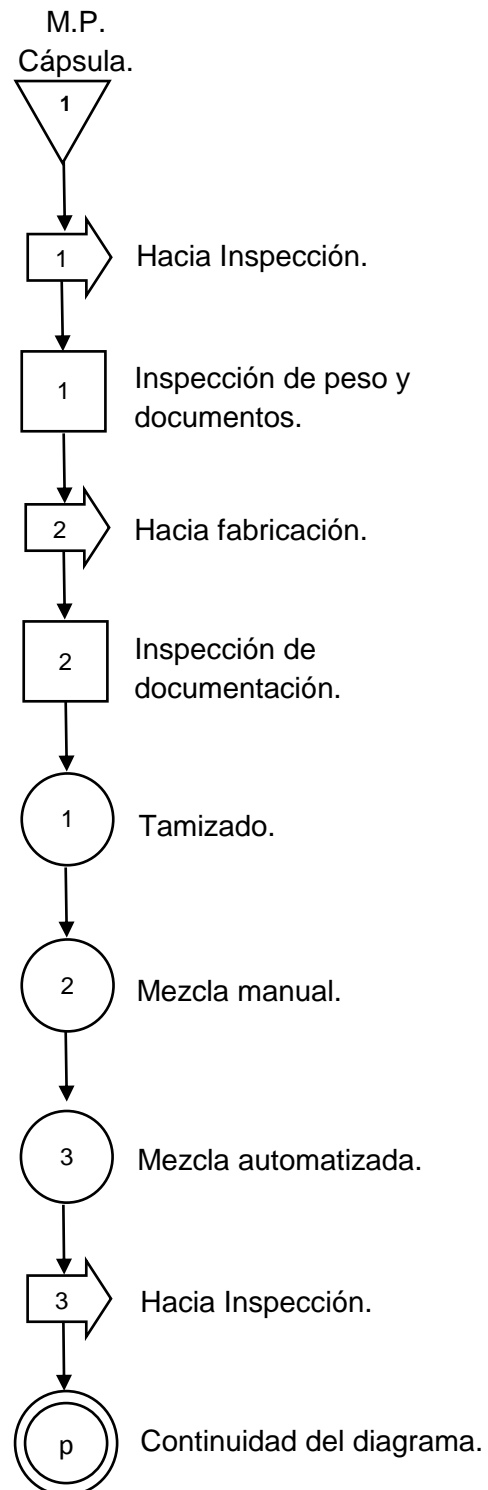 M.P.
Cápsula.
1
1
Hacia Inspección.
1
Inspección de peso y
documentos.
2
Hacia fabricación.
2
Inspección de
documentación.
1
Tamizado.
2
Mezcla manual.
3
Mezcla automatizada.
3
Hacia Inspección.
p
Continuidad del diagrama.